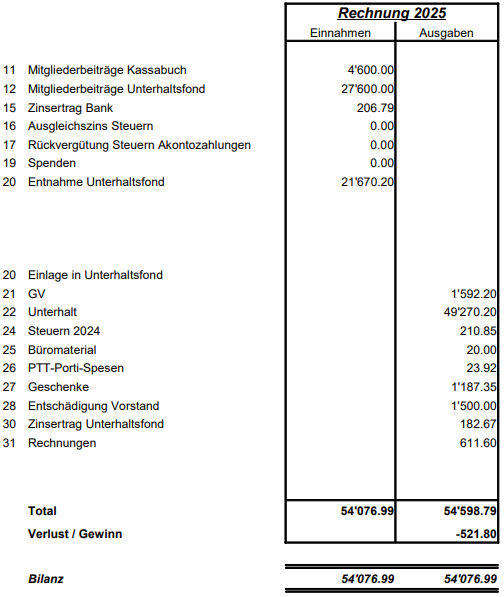 Rechnung 2025
Einnahmen Ausgaben
11 Mitgliederbeiträge Kassabuch 4'600.00
12 Mitgliederbeiträge Unterhaltsfond 27'600.00
15 Zinsertrag Bank 206.79
16 Ausgleichszins Steuern 0.00
17 Rückvergütung Steuern Akontozahlungen 0.00
19 Spenden 0.00
20 Entnahme Unterhaltsfond 21'670.20
20 Einlage in Unterhaltsfond
21 GV 1'592.20
22 Unterhalt 49'270.20
24 Steuern 2024 210.85
25 Büromaterial 20.00
26 PTT-Porti-Spesen 23.92
27 Geschenke 1'187.35
28 Entschädigung Vorstand 1'500.00
30 Zinsertrag Unterhaltsfond 182.67
31 Rechnungen 611.60
Total 54'076.99 54'598.79
Verlust / Gewinn -521.80
Bilanz 54'076.99 54'076.99